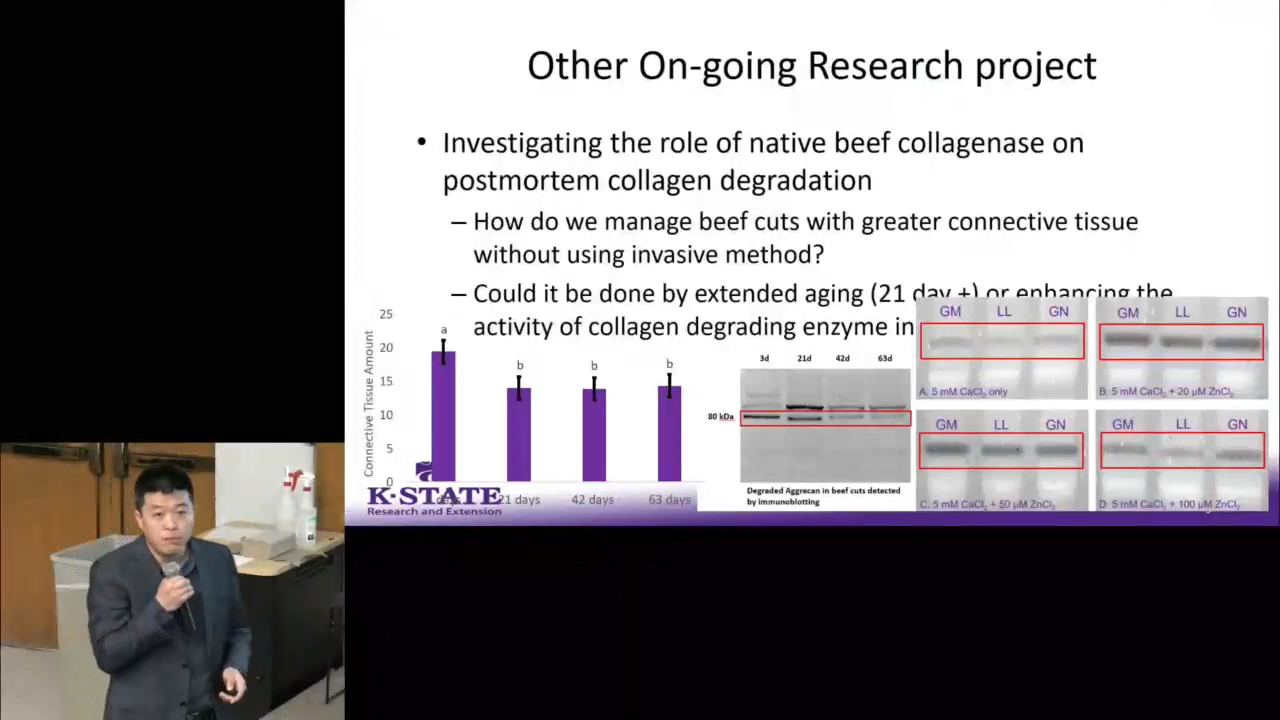 Other On-going Research project
• Investigating the role of native beef collagenase on
postmortem collagen degradation
– How do we manage beef cuts with greater connective tissue
without using invasive method?
– Could it be done by extended aging (21 day +) or enhancing the
activity of collagen degrading enzyme in
Connective Tissue Amount
25
20
15
10
5
0
a
b
b
b
days
21 days
42 days
63 days
K·STATE
Research and Extension
3d 21d 42d 63d
80 kDa
Degraded Aggrecan in beef cuts detected
by immunoblotting
GM LL GN
A. 5 mM CaCl₂ only
GM LL GN
B. 5 mM CaCl₂ + 20 µM ZnCl₂
GM LL GN
C. 5 mM CaCl₂ + 50 µM ZnCl₂
GM LL GN
D. 5 mM CaCl₂ + 100 µM ZnCl₂